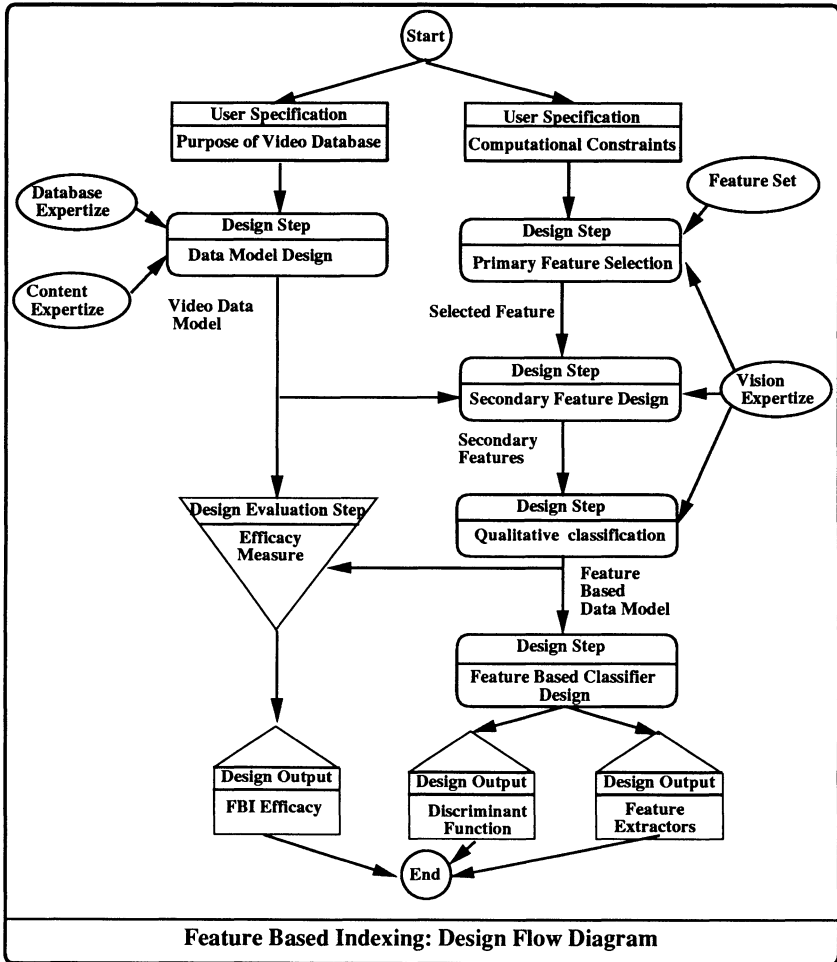 Start
User Specification
Purpose of Video Database
User Specification
Computational Constraints
Database
Expertize
Feature Set
Design Step
Data Model Design
Design Step
Primary Feature Selection
Content
Expertize
Video Data
Model
Selected Feature
Design Step
Secondary Feature Design
Vision
Expertize
Secondary
Features
Design Evaluation Step
Efficacy
Measure
Design Step
Qualitative classification
Feature
Based
Data Model
Design Step
Feature Based Classifier
Design
Design Output
FBI Efficacy
Design Output
Discriminant
Function
Design Output
Feature
Extractors
End
Feature Based Indexing: Design Flow Diagram